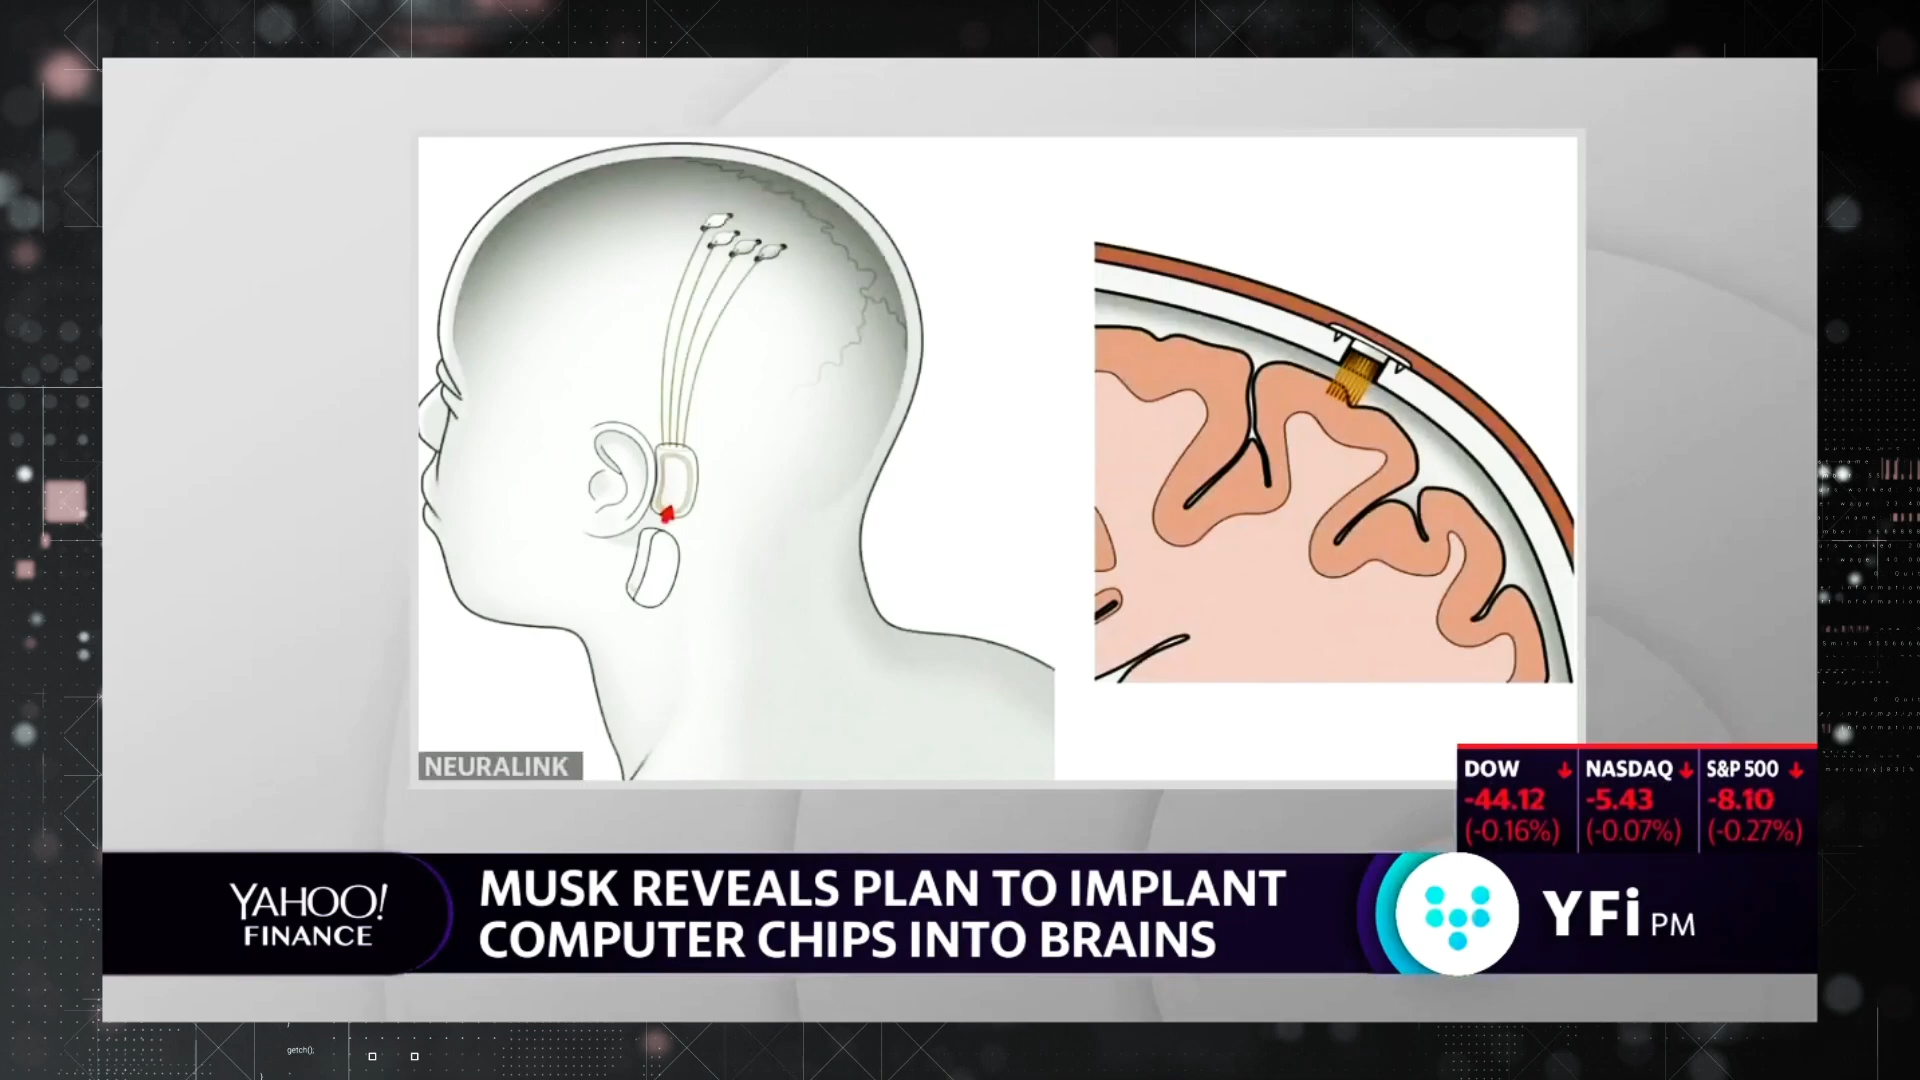 NEURALINK
DOW NASDAQ S&P 500
-44.12 -5.43 -8.10
(-0.16%) (-0.07%) (-0.27%)
YAHOO!
FINANCE
MUSK REVEALS PLAN TO IMPLANT
COMPUTER CHIPS INTO BRAINS
YFi PM
getch();